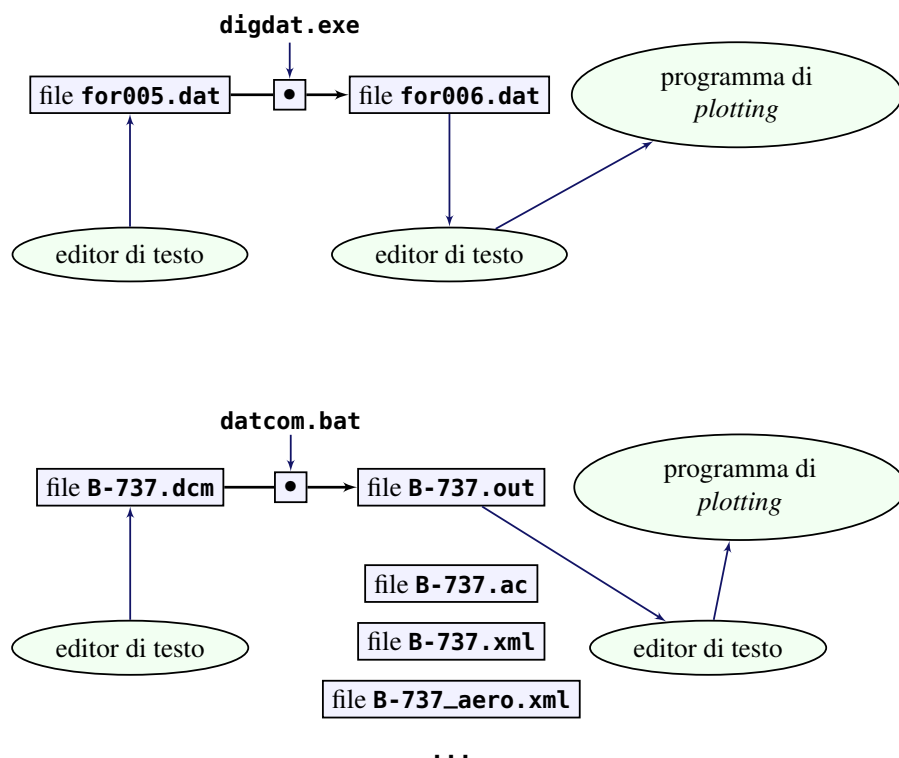 digdat.exe
file for005.dat
file for006.dat
programma di
plotting
editor di testo
editor di testo
datcom.bat
file B-737.dcm
file B-737.out
programma di
plotting
file B-737.ac
file B-737.xml
editor di testo
editor di testo
file B-737_aero.xml
...